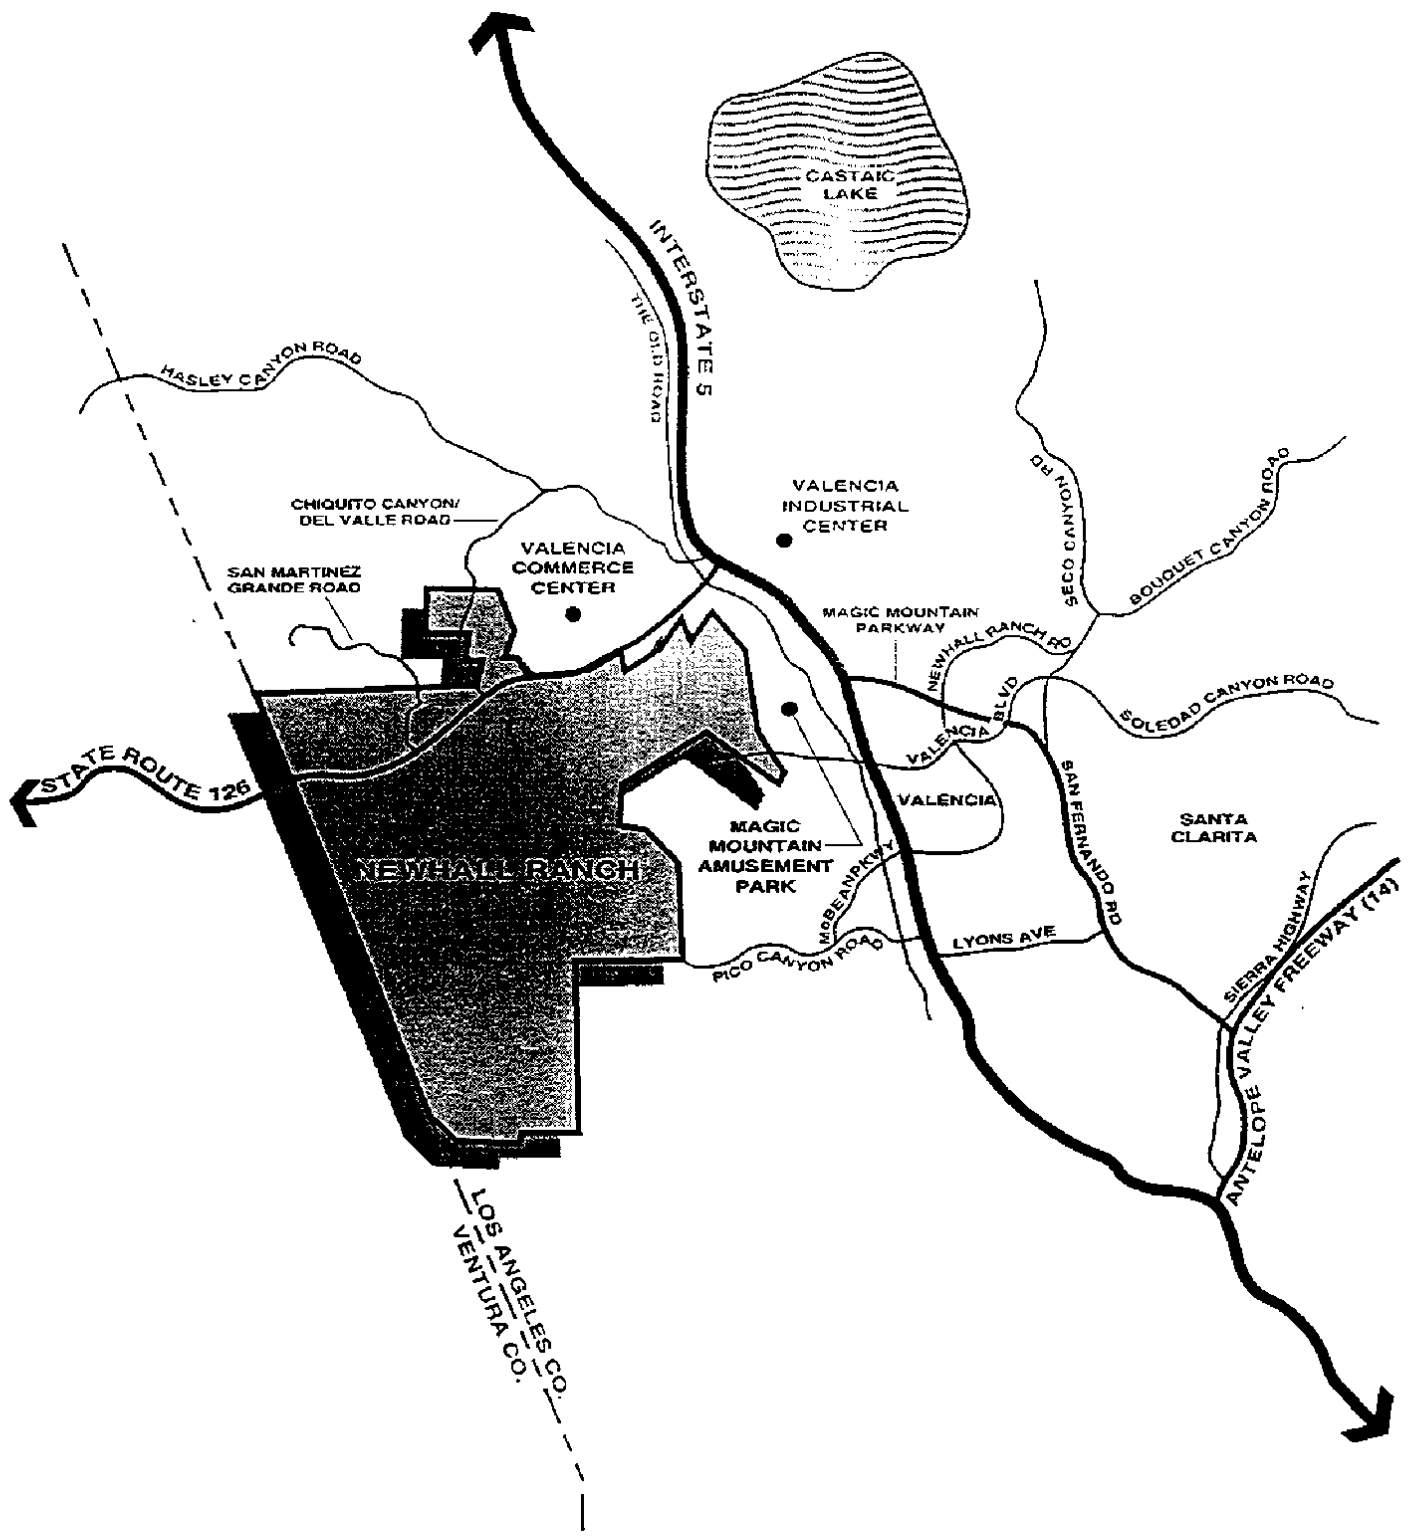 CASTAIC
LAKE
INTERSTATE 5
THE OLD ROAD
HASLEY CANYON ROAD
CHIQUITO CANYON/
DEL VALLE ROAD
VALENCIA
INDUSTRIAL
CENTER
SECO CANYON RD
BOUQUET CANYON ROAD
VALENCIA
COMMERCE
CENTER
SAN MARTINEZ
GRANDE ROAD
MAGIC MOUNTAIN
PARKWAY
NEWHALL RANCH RD
VALENCIA BLVD
SOLEDAD CANYON ROAD
STATE ROUTE 126
VALENCIA
SAN FERNANDO RD
SANTA
CLARITA
MAGIC
MOUNTAIN
AMUSEMENT
PARK
NEWHALL RANCH
McBEAN PKWY
PICO CANYON ROAD
LYONS AVE
SIERRA HIGHWAY
ANTELOPE VALLEY FREEWAY (14)
LOS ANGELES CO.
VENTURA CO.